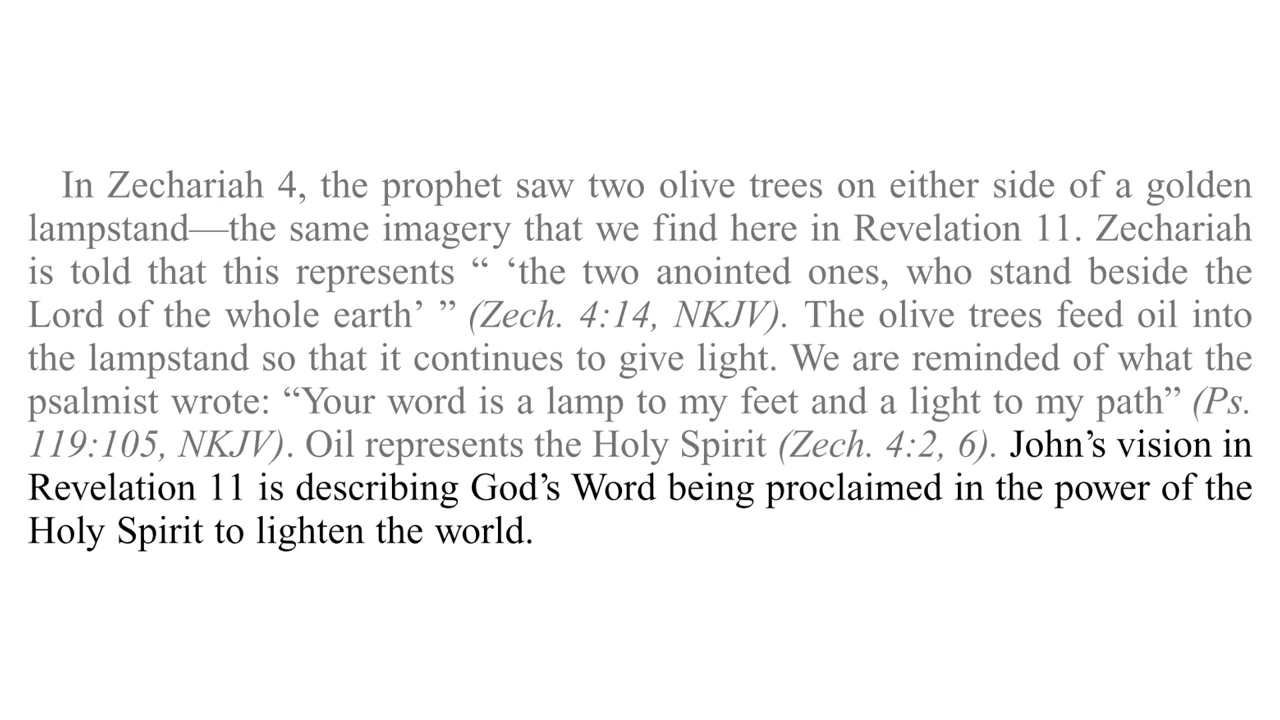 In Zechariah 4, the prophet saw two olive trees on either side of a golden
lampstand—the same imagery that we find here in Revelation 11. Zechariah
is told that this represents “ ‘the two anointed ones, who stand beside the
Lord of the whole earth’ ” (Zech. 4:14, NKJV). The olive trees feed oil into
the lampstand so that it continues to give light. We are reminded of what the
psalmist wrote: “Your word is a lamp to my feet and a light to my path” (Ps.
119:105, NKJV). Oil represents the Holy Spirit (Zech. 4:2, 6). John’s vision in
Revelation 11 is describing God’s Word being proclaimed in the power of the
Holy Spirit to lighten the world.